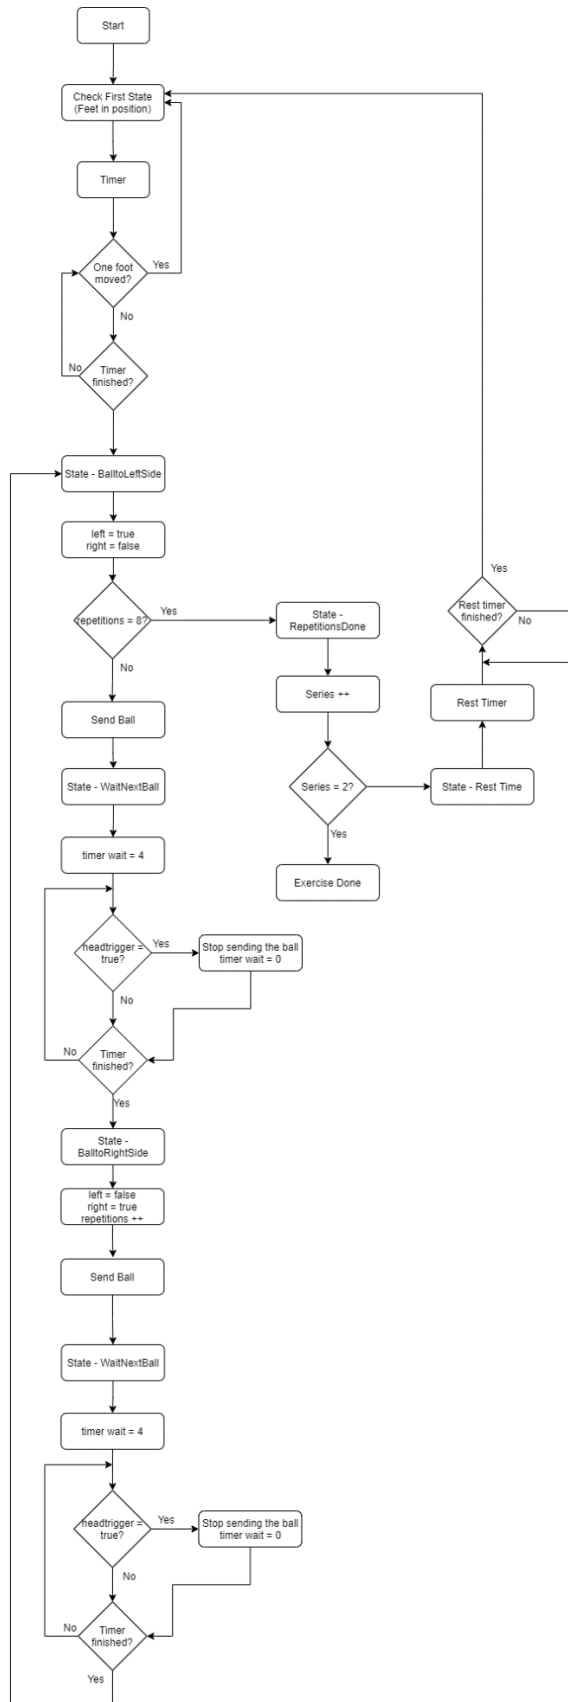 Start
Check First State
(Feet in position)
Timer
One foot
moved?
Yes
No
Timer
finished?
No
State - BalltoLeftSide
left = true
right = false
repetitions = 8?
Yes
No
State -
RepetitionsDone
Series ++
Series = 2?
Yes
Exercise Done
State - Rest Time
Rest Timer
Rest timer
finished?
Yes
No
Send Ball
State - WaitNextBall
timer wait = 4
headtrigger =
true?
Yes
No
Stop sending the ball
timer wait = 0
Timer
finished?
No
Yes
State -
BalltoRightSide
left = false
right = true
repetitions ++
Send Ball
State - WaitNextBall
timer wait = 4
headtrigger =
true?
Yes
No
Stop sending the ball
timer wait = 0
Timer
finished?
No
Yes